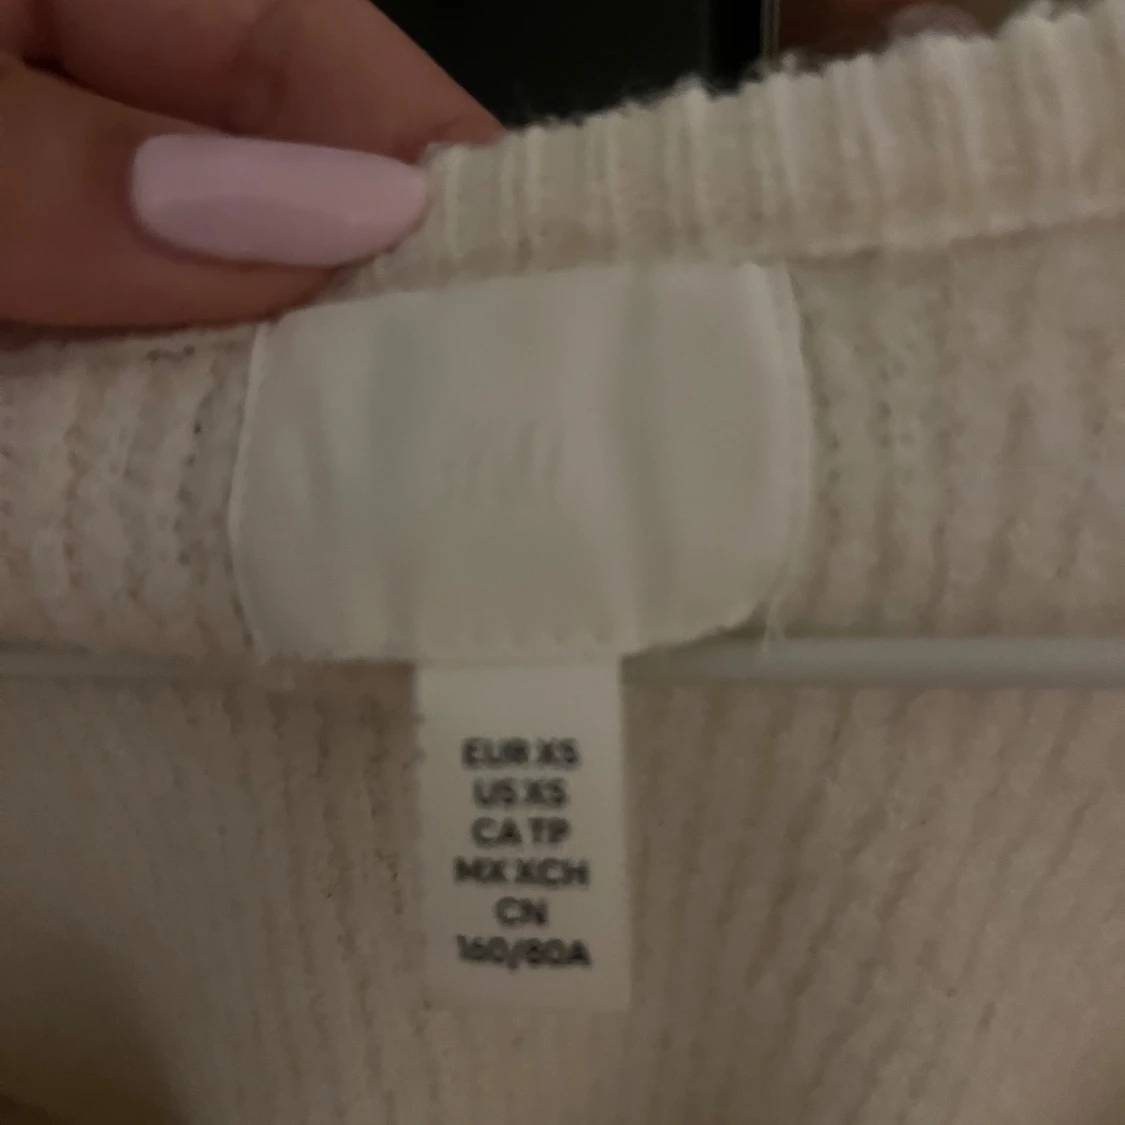 EUR XS
US XS
CA TP
MX XCH
CN
160/80A